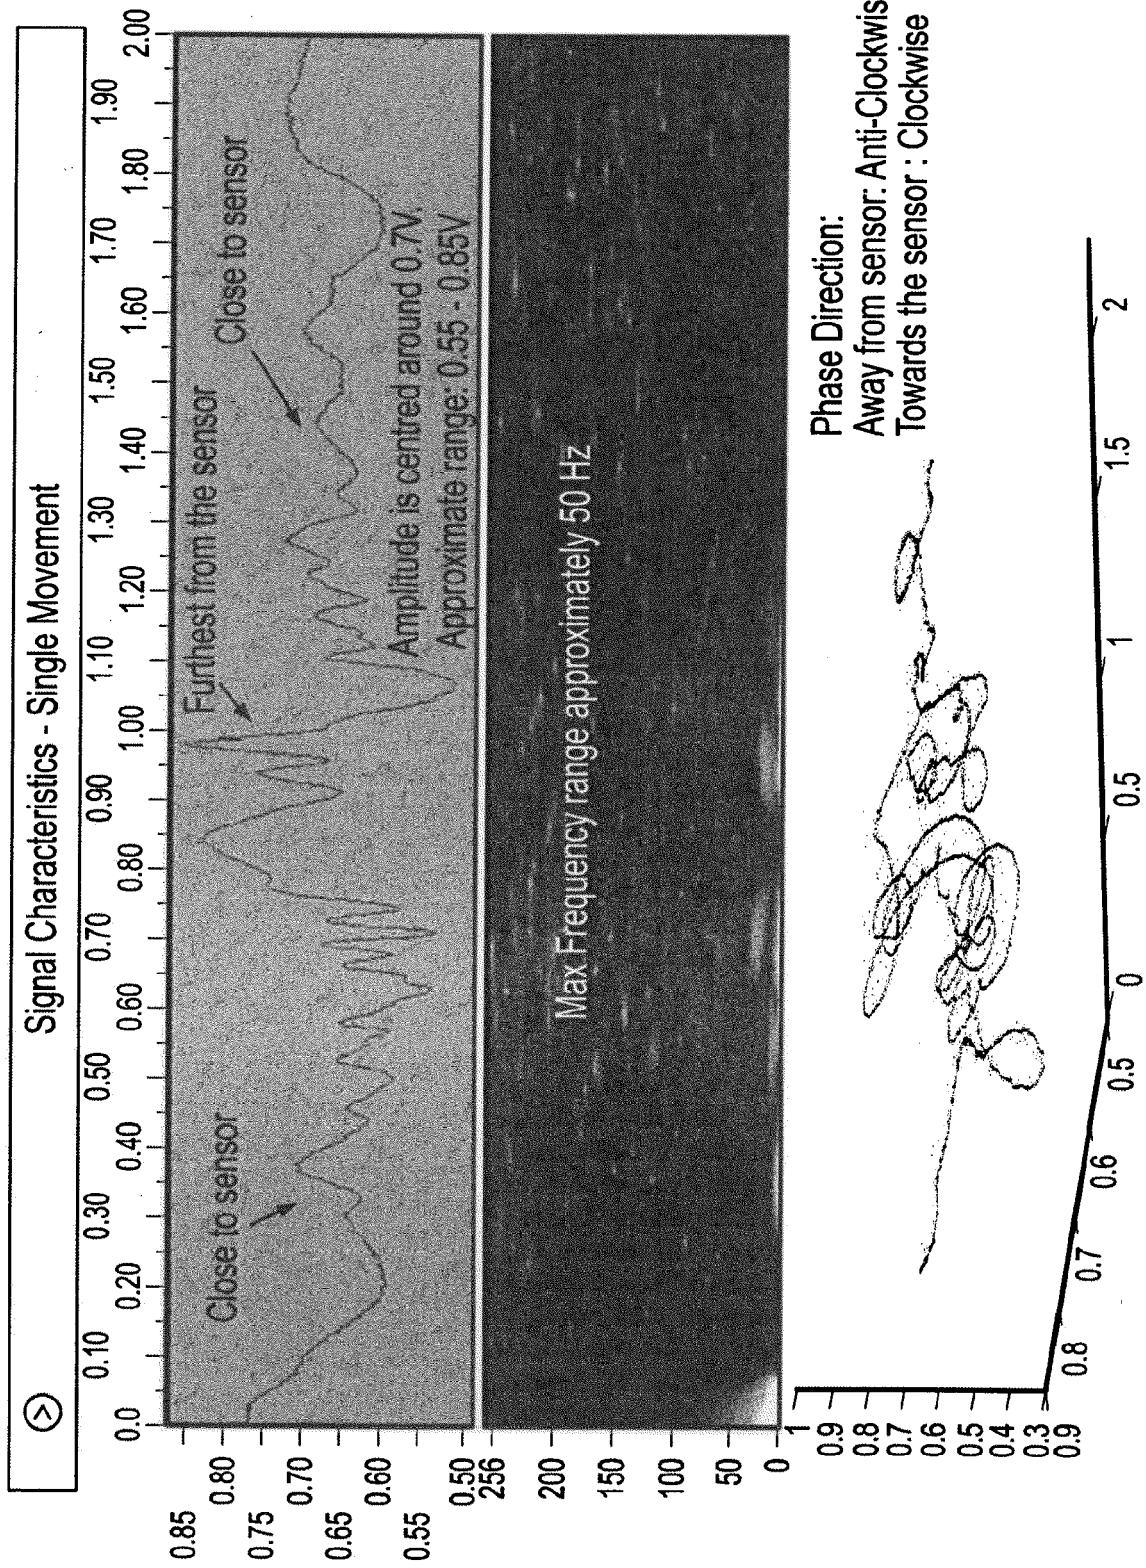 Signal Characteristics - Single Movement
0.0 0.10 0.20 0.30 0.40 0.50 0.60 0.70 0.80 0.90 1.00 1.10 1.20 1.30 1.40 1.50 1.60 1.70 1.80 1.90 2.00
0.85
0.80
0.75
0.70
0.65
0.60
0.55
0.50
Close to sensor
Furthest from the sensor
Close to sensor
Amplitude is centred around 0.7V.
Approximate range: 0.55 - 0.85V
256
200
150
100
50
0
Max Frequency range approximately 50 Hz
Phase Direction:
Away from sensor: Anti-Clockwis
Towards the sensor : Clockwise
1
0.9
0.8
0.7
0.6
0.5
0.4
0.3
0.9 0.8 0.7 0.6 0.5
0 0.5 1 1.5 2